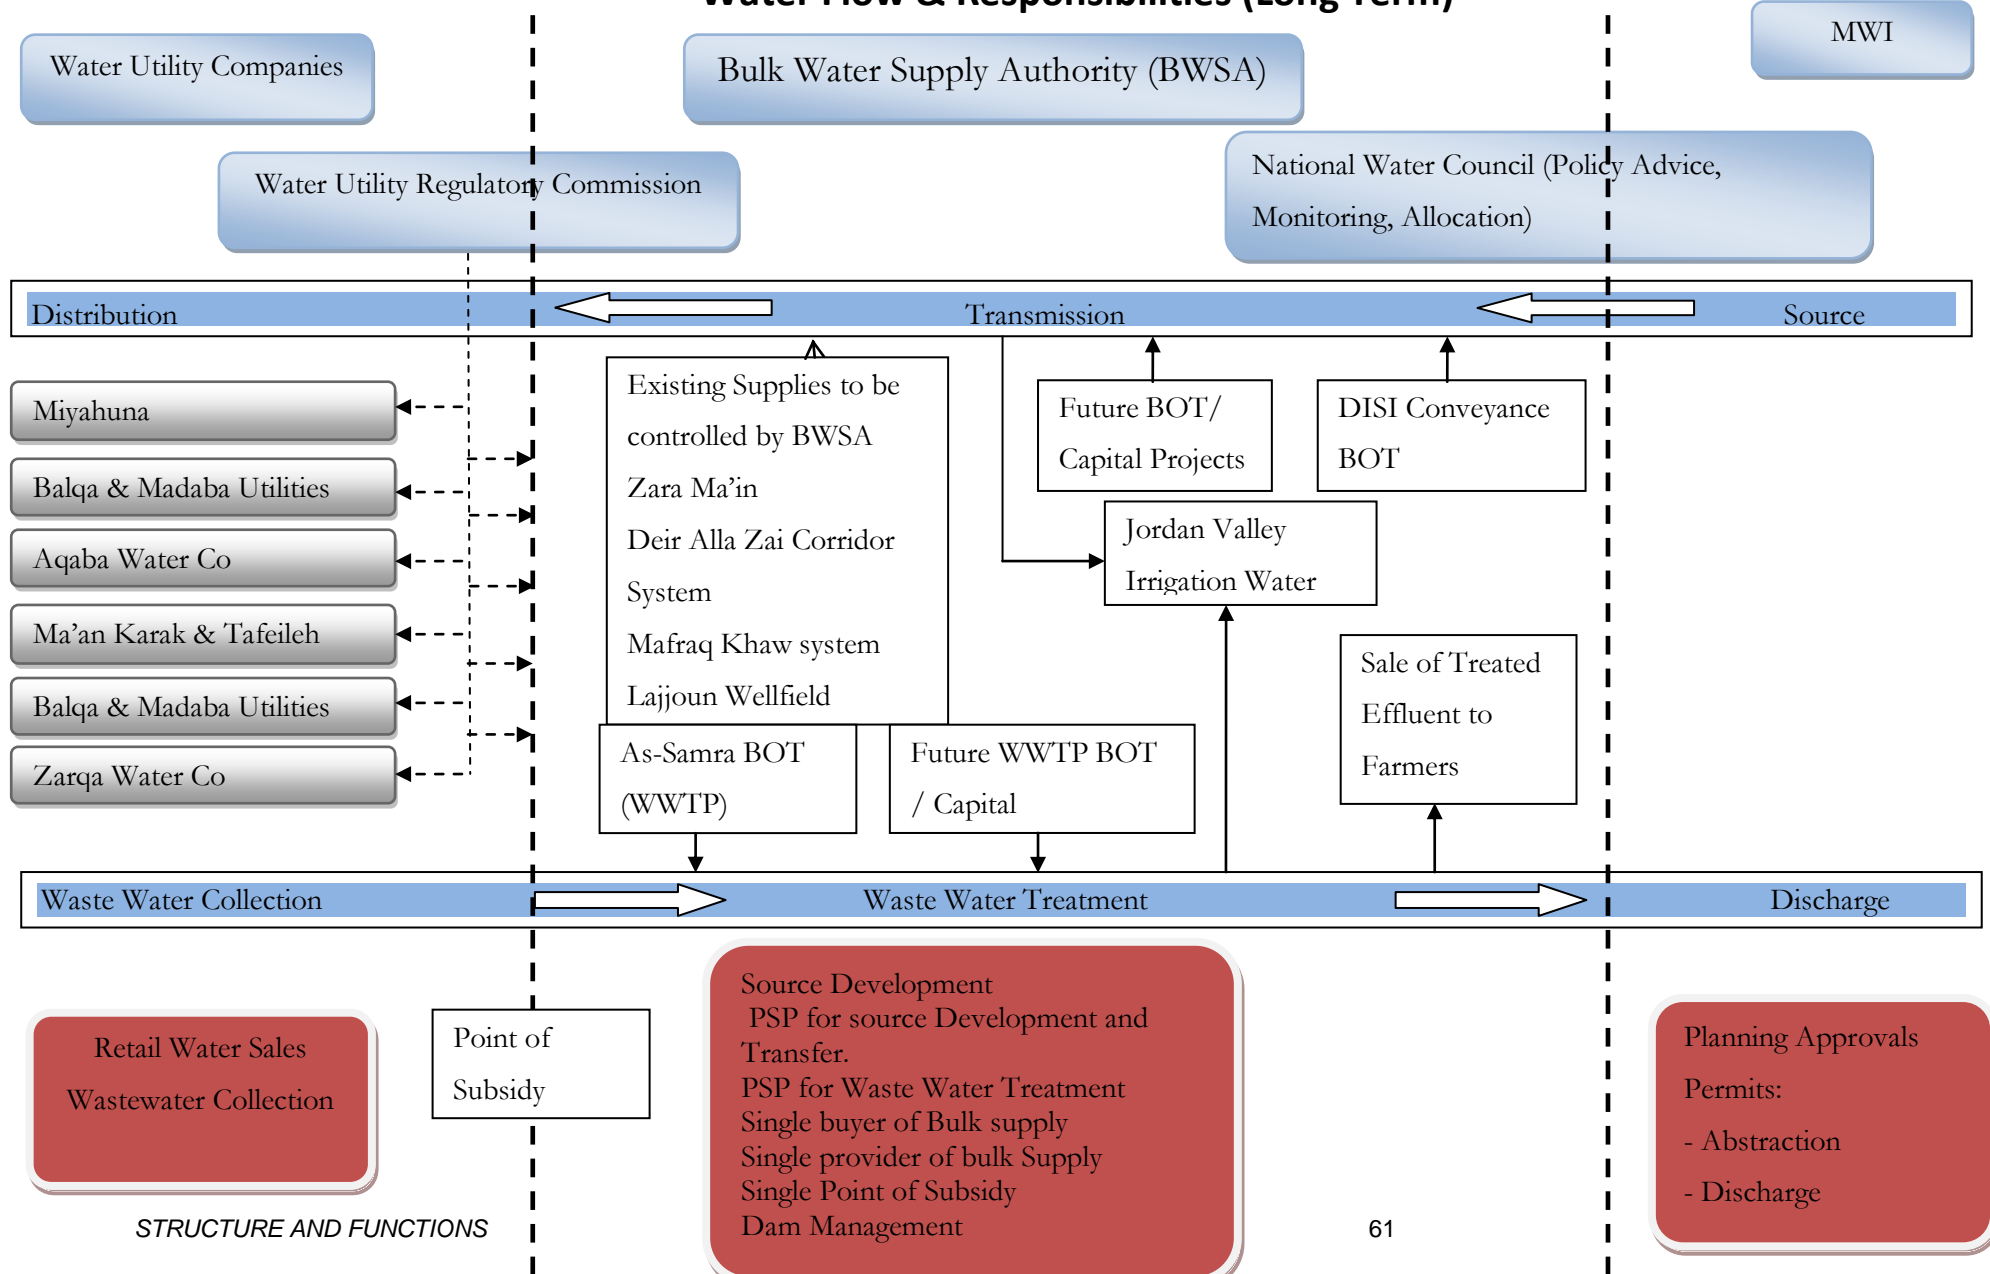 Water Flow & Responsibilities (Long Term)
MWI
Water Utility Companies
Bulk Water Supply Authority (BWSA)
Water Utility Regulatory Commission
National Water Council (Policy Advice,
Monitoring, Allocation)
Distribution
Transmission
Source
Miyahuna
Balqa & Madaba Utilities
Aqaba Water Co
Ma’an Karak & Tafeileh
Balqa & Madaba Utilities
Zarqa Water Co
Existing Supplies to be
controlled by BWSA
Zara Ma’in
Deir Alla Zai Corridor
System
Mafraq Khaw system
Lajjoun Wellfield
Future BOT/
Capital Projects
DISI Conveyance
BOT
Jordan Valley
Irrigation Water
Sale of Treated
Effluent to
Farmers
As-Samra BOT
(WWTP)
Future WWTP BOT
/ Capital
Waste Water Collection
Waste Water Treatment
Discharge
Retail Water Sales
Wastewater Collection
Point of
Subsidy
Source Development
PSP for source Development and
Transfer.
PSP for Waste Water Treatment
Single buyer of Bulk supply
Single provider of bulk Supply
Single Point of Subsidy
Dam Management
Planning Approvals
Permits:
- Abstraction
- Discharge
STRUCTURE AND FUNCTIONS
61